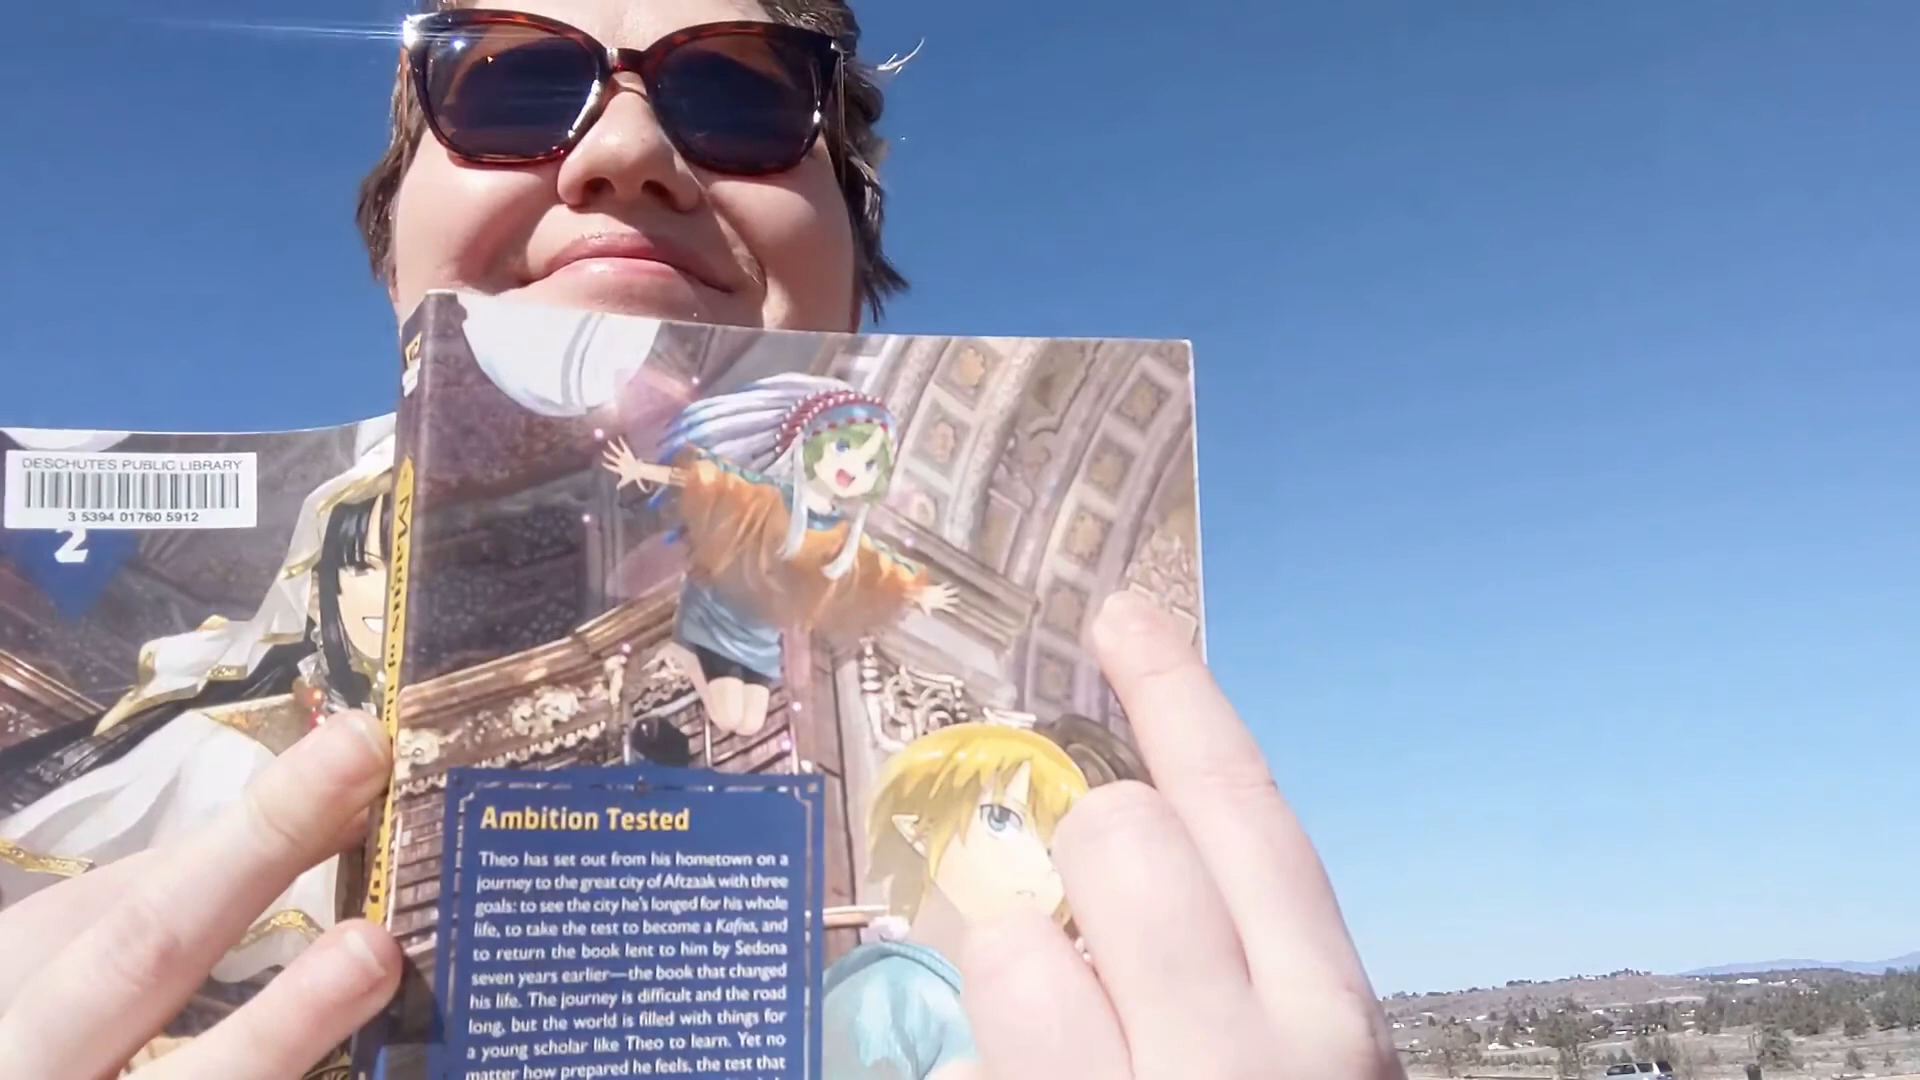 DESCHUTES PUBLIC LIBRARY
3 5394 01760 5912
2
Magus of the
Ambition Tested
Theo has set out from his hometown on a
journey to the great city of Aftzaak with three
goals: to see the city he's longed for his whole
life, to take the test to become a Kafna, and
to return the book lent to him by Sedona
seven years earlier—the book that changed
his life. The journey is difficult and the road
long, but the world is filled with things for
a young scholar like Theo to learn. Yet no
matter how prepared he feels, the test that